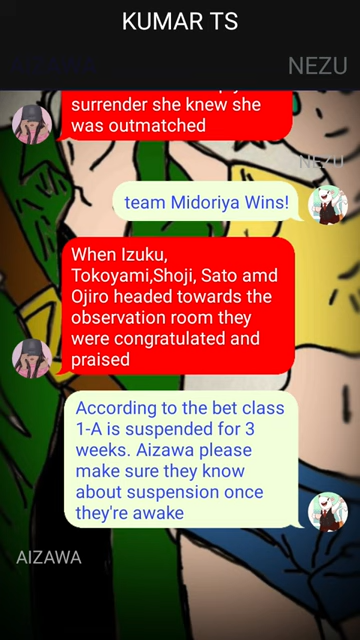 KUMAR TS
NEZU
surrender she knew she
was outmatched
NEZU
team Midoriya Wins!
When Izuku,
Tokoyami,Shoji, Sato amd
Ojiro headed towards the
observation room they
were congratulated and
praised
According to the bet class
1-A is suspended for 3
weeks. Aizawa please
make sure they know
about suspension once
they're awake
AIZAWA